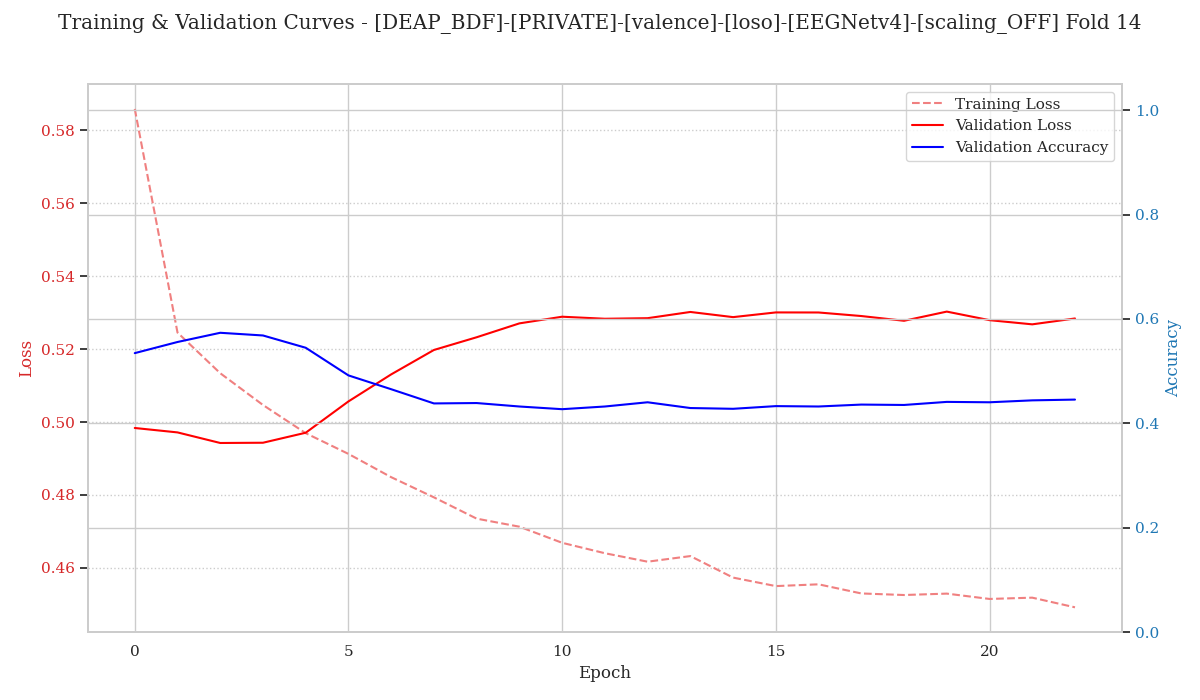 Training & Validation Curves - [DEAP_BDF]-[PRIVATE]-[valence]-[loso]-[EEGNetv4]-[scaling_OFF] Fold 14
Training Loss
Validation Loss
Validation Accuracy
Loss
0.58
0.56
0.54
0.52
0.50
0.48
0.46
1.0
0.8
0.6
0.4
0.2
0.0
Accuracy
0 5 10 15 20
Epoch